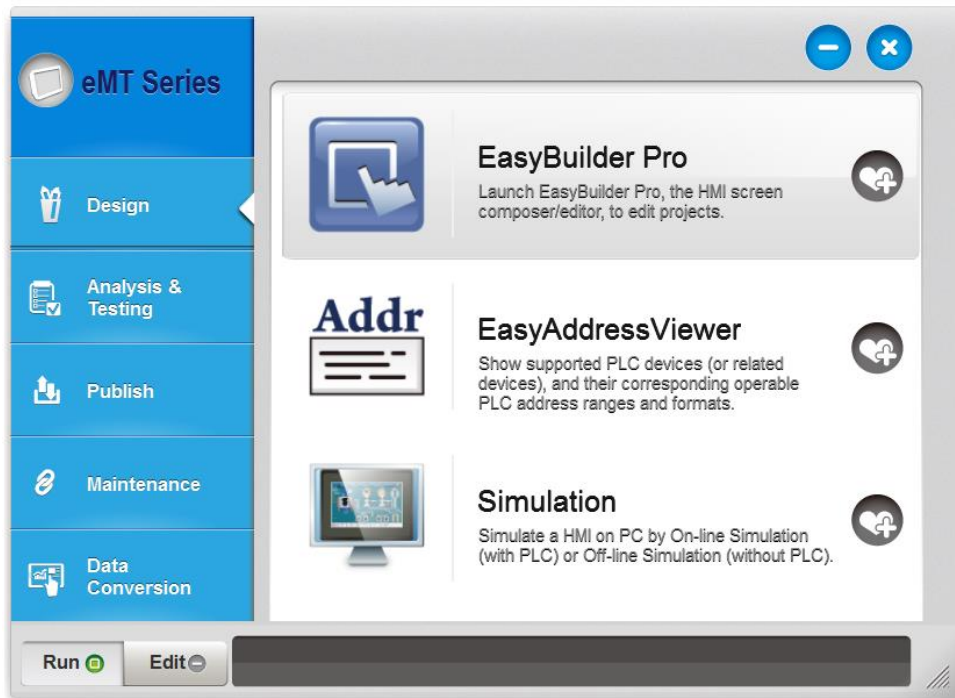 eMT Series
Design
Analysis &
Testing
Publish
Maintenance
Data
Conversion
EasyBuilder Pro
Launch EasyBuilder Pro, the HMI screen
composer/editor, to edit projects.
Addr
EasyAddressViewer
Show supported PLC devices (or related
devices), and their corresponding operable
PLC address ranges and formats.
Simulation
Simulate a HMI on PC by On-line Simulation
(with PLC) or Off-line Simulation (without PLC).
Run
Edit